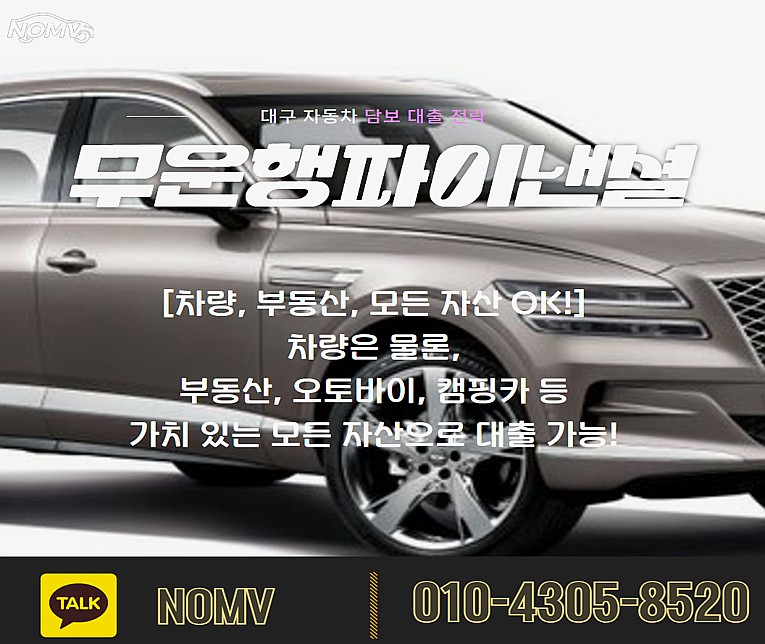 NOMV
대구 자동차 담보 대출 전략
무운행파이낸셜
[차량, 부동산, 모든 자산 OK!]
차량은 물론,
부동산, 오토바이, 캠핑카 등
가치 있는 모든 자산으로 대출 가능!
TALK
NOMV
010-4305-8520